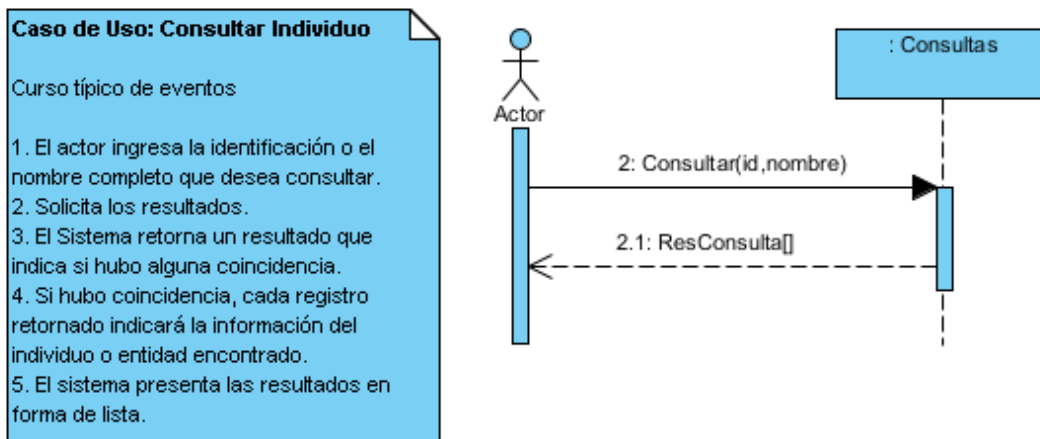 Caso de Uso: Consultar Individuo
Curso típico de eventos
1. El actor ingresa la identificación o el
nombre completo que desea consultar.
2. Solicita los resultados.
3. El Sistema retorna un resultado que
indica si hubo alguna coincidencia.
4. Si hubo coincidencia, cada registro
retornado indicará la información del
individuo o entidad encontrado.
5. El sistema presenta las resultados en
forma de lista.
Actor
: Consultas
2: Consultar(id,nombre)
2.1: ResConsulta[]